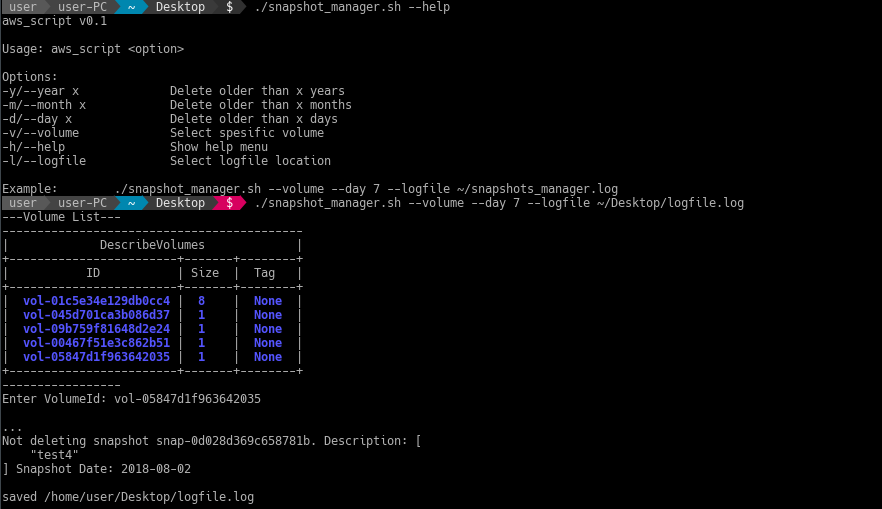 user  user-PC  ~  Desktop  $  ./snapshot_manager.sh --help
aws_script v0.1

Usage: aws_script <option>

Options:
-y/--year x             Delete older than x years
-m/--month x            Delete older than x months
-d/--day x              Delete older than x days
-v/--volume             Select spesific volume
-h/--help               Show help menu
-l/--logfile            Select logfile location

Example:        ./snapshot_manager.sh --volume --day 7 --logfile ~/snapshots_manager.log
user  user-PC  ~  Desktop  $  ./snapshot_manager.sh --volume --day 7 --logfile ~/Desktop/logfile.log
---Volume List---
-------------------------------------------
|             DescribeVolumes             |
+------------------------+-------+--------+
|           ID           | Size  |  Tag   |
+------------------------+-------+--------+
|  vol-01c5e34e129db0cc4 |  8    |  None  |
|  vol-045d701ca3b086d37 |  1    |  None  |
|  vol-09b759f81648d2e24 |  1    |  None  |
|  vol-00467f51e3c862b51 |  1    |  None  |
|  vol-05847d1f963642035 |  1    |  None  |
+------------------------+-------+--------+
-----------------
Enter VolumeId: vol-05847d1f963642035

...
Not deleting snapshot snap-0d028d369c658781b. Description: [
    "test4"
] Snapshot Date: 2018-08-02

saved /home/user/Desktop/logfile.log